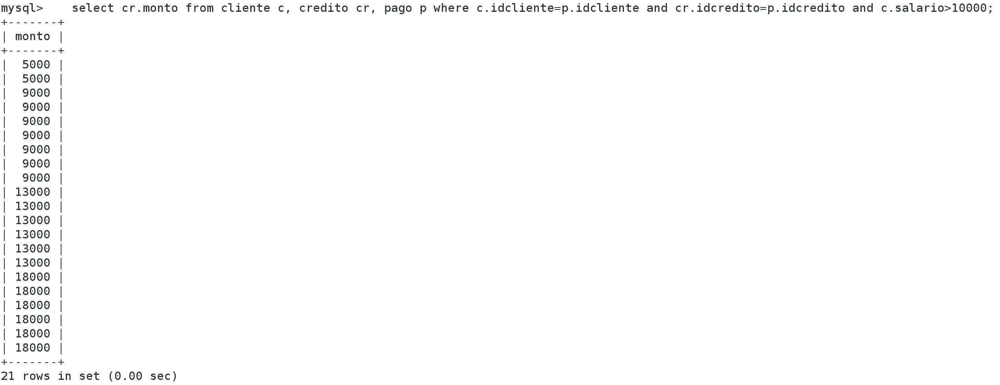 mysql>    select cr.monto from cliente c, credito cr, pago p where c.idcliente=p.idcliente and cr.idcredito=p.idcredito and c.salario>10000;
+-------+
| monto |
+-------+
|  5000 |
|  5000 |
|  9000 |
|  9000 |
|  9000 |
|  9000 |
|  9000 |
|  9000 |
|  9000 |
| 13000 |
| 13000 |
| 13000 |
| 13000 |
| 13000 |
| 13000 |
| 18000 |
| 18000 |
| 18000 |
| 18000 |
| 18000 |
| 18000 |
+-------+
21 rows in set (0.00 sec)